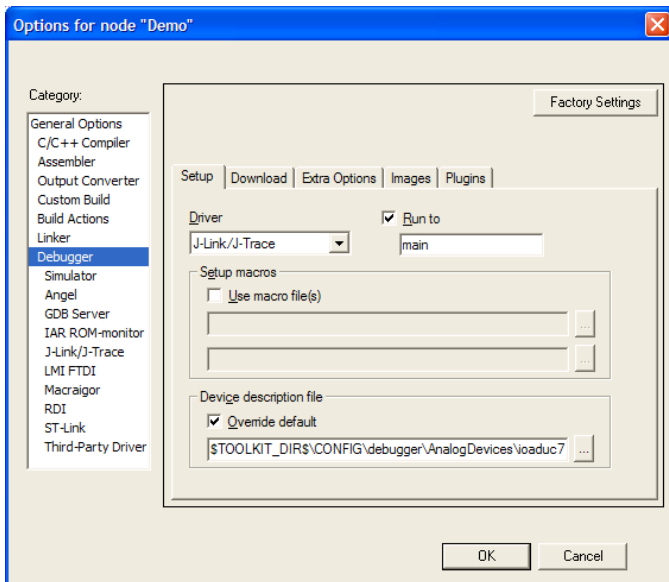 Options for node "Demo"
Category:
Factory Settings
General Options
C/C++ Compiler
Assembler
Output Converter
Custom Build
Build Actions
Linker
Debugger
Simulator
Angel
GDB Server
IAR ROM-monitor
J-Link/J-Trace
LMI FTDI
Macraigor
RDI
ST-Link
Third-Party Driver
Setup Download Extra Options Images Plugins
Driver
Run to
J-Link/J-Trace
main
Setup macros
Use macro file(s)
...
...
Device description file
Override default
$TOOLKIT_DIR$\CONFIG\debugger\AnalogDevices\ioaduc7
...
OK Cancel